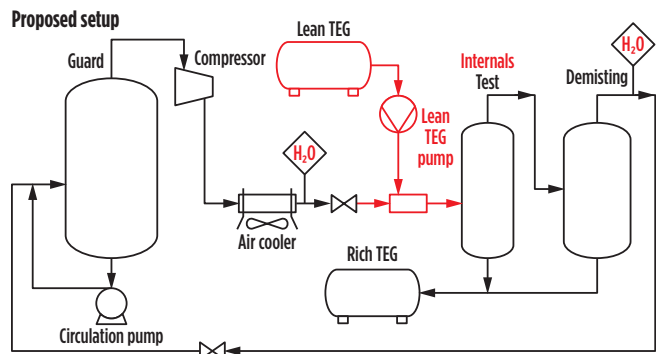 Proposed setup
Guard
Compressor
Lean TEG
Lean
TEG
pump
H₂O
Air cooler
Internals
Test
Demisting
H₂O
Rich TEG
Circulation pump